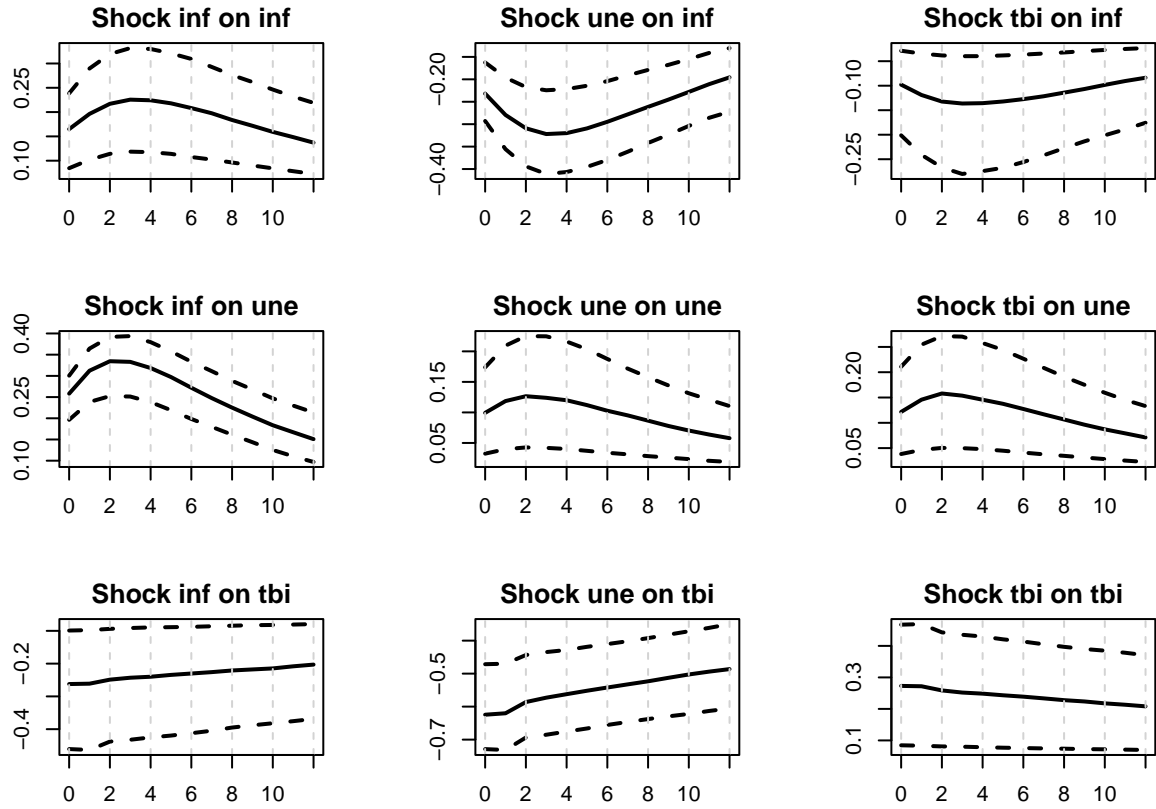 Shock inf on inf
0.10 0.25
0 2 4 6 8 10
Shock une on inf
−0.40 −0.20
0 2 4 6 8 10
Shock tbi on inf
−0.25 −0.10
0 2 4 6 8 10
Shock inf on une
0.10 0.25 0.40
0 2 4 6 8 10
Shock une on une
0.05 0.15
0 2 4 6 8 10
Shock tbi on une
0.05 0.20
0 2 4 6 8 10
Shock inf on tbi
−0.4 −0.2
0 2 4 6 8 10
Shock une on tbi
−0.7 −0.5
0 2 4 6 8 10
Shock tbi on tbi
0.1 0.3
0 2 4 6 8 10